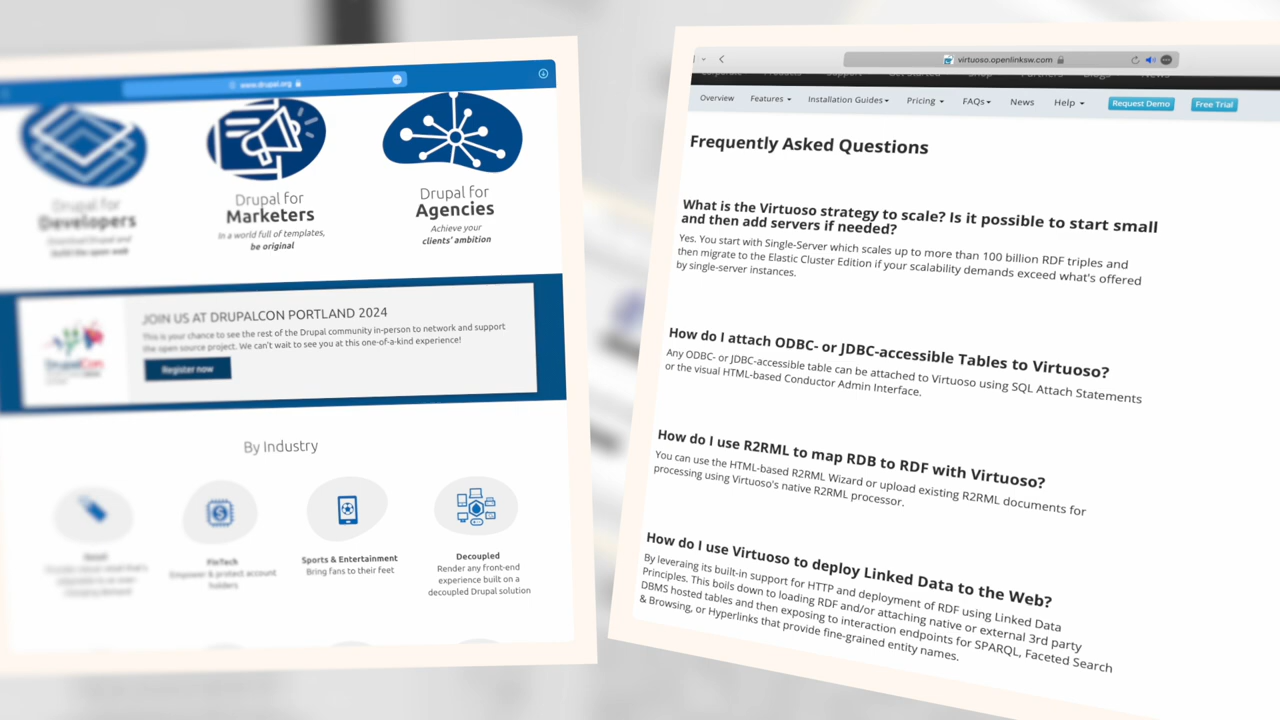 www.drupal.org
Drupal for
Developers
Download Drupal and
build the open web
Drupal for
Marketers
In a world full of templates,
be original
Drupal for
Agencies
Achieve your
clients' ambition
JOIN US AT DRUPALCON PORTLAND 2024
This is your chance to see the rest of the Drupal community in-person to network and support
the open source project. We can't wait to see you at this one-of-a-kind experience!
Register now
DrupalCon
By Industry
Retail
FinTech
Empower & protect account
holders
Sports & Entertainment
Bring fans to their feet
Decoupled
Render any front-end
experience built on a
decoupled Drupal solution
virtuoso.openlinksw.com
Overview
Features
Installation Guides
Pricing
FAQs
News
Help
Request Demo
Free Trial
Frequently Asked Questions
What is the Virtuoso strategy to scale? Is it possible to start small
and then add servers if needed?
Yes. You start with Single-Server which scales up to more than 100 billion RDF triples and
then migrate to the Elastic Cluster Edition if your scalability demands exceed what's offered
by single-server instances.
How do I attach ODBC- or JDBC-accessible Tables to Virtuoso?
Any ODBC- or JDBC-accessible table can be attached to Virtuoso using SQL Attach Statements
or the visual HTML-based Conductor Admin Interface.
How do I use R2RML to map RDB to RDF with Virtuoso?
You can use the HTML-based R2RML Wizard or upload existing R2RML documents for
processing using Virtuoso's native R2RML processor.
How do I use Virtuoso to deploy Linked Data to the Web?
By leveraging its built-in support for HTTP and deployment of RDF using Linked Data
Principles. This boils down to loading RDF and/or attaching native or external 3rd party
DBMS hosted tables and then exposing to interaction endpoints for SPARQL, Faceted Search
& Browsing, or Hyperlinks that provide fine-grained entity names.